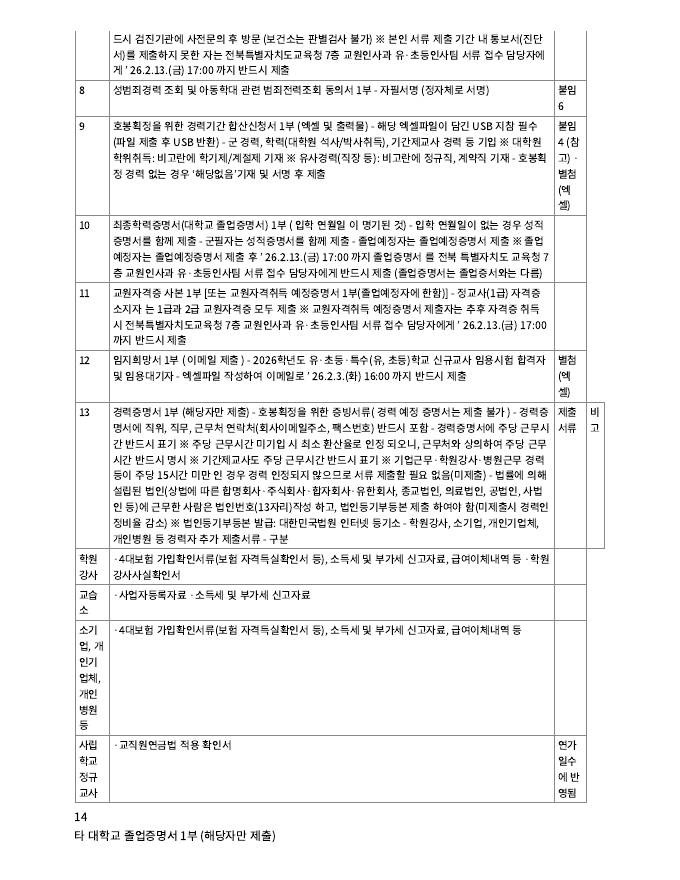 드시 검진기관에 사전문의 후 방문 (보건소는 판별검사 불가) ※ 본인 서류 제출 기간 내 통보서(진단
서)를 제출하지 못한 자는 전북특별자치도교육청 7층 교원인사과 유·초등인사팀 서류 접수 담당자에
게 ’ 26.2.13.(금) 17:00 까지 반드시 제출
8 성범죄경력 조회 및 아동학대 관련 범죄전력조회 동의서 1부 - 자필서명 (정자체로 서명) 붙임
6
9 호봉획정을 위한 경력기간 합산신청서 1부 (엑셀 및 출력물) - 해당 엑셀파일이 담긴 USB 지참 필수 붙임
(파일 제출 후 USB 반환) - 군 경력, 학력(대학원 석사/박사취득), 기간제교사 경력 등 기입 ※ 대학원 4 (참
학위취득: 비고란에 학기제/계절제 기재 ※ 유사경력(직장 등): 비고란에 정규직, 계약직 기재 - 호봉획 고) ·
정 경력 없는 경우 ‘해당없음’기재 및 서명 후 제출 별첨
(엑
셀)
10 최종학력증명서(대학교 졸업증명서) 1부 ( 입학 연월일 이 명기된 것) - 입학 연월일이 없는 경우 성적
증명서를 함께 제출 - 군필자는 성적증명서를 함께 제출 - 졸업예정자는 졸업예정증명서 제출 ※ 졸업
예정자는 졸업예정증명서 제출 후 ’ 26.2.13.(금) 17:00 까지 졸업증명서 를 전북 특별자치도 교육청 7
층 교원인사과 유·초등인사팀 서류 접수 담당자에게 반드시 제출 (졸업증명서는 졸업증서와는 다름)
11 교원자격증 사본 1부 [또는 교원자격취득 예정증명서 1부(졸업예정자에 한함)] - 정교사(1급) 자격증
소지자 는 1급과 2급 교원자격증 모두 제출 ※ 교원자격취득 예정증명서 제출자는 추후 자격증 취득
시 전북특별자치도교육청 7층 교원인사과 유·초등인사팀 서류 접수 담당자에게 ’ 26.2.13.(금) 17:00
까지 반드시 제출
12 임지희망서 1부 ( 이메일 제출 ) - 2026학년도 유·초등·특수(유, 초등)학교 신규교사 임용시험 합격자 별첨
및 임용대기자 - 엑셀파일 작성하여 이메일로 ’ 26.2.3.(화) 16:00 까지 반드시 제출 (엑
셀)
13 경력증명서 1부 (해당자만 제출) - 호봉획정을 위한 증빙서류( 경력 예정 증명서는 제출 불가 ) - 경력증 제출 비
명서에 직위, 직무, 근무처 연락처(회사이메일주소, 팩스번호) 반드시 포함 - 경력증명서에 주당 근무시 서류 고
간 반드시 표기 ※ 주당 근무시간 미기입 시 최소 환산율로 인정 되오니, 근무처와 상의하여 주당 근무
시간 반드시 명시 ※ 기간제교사도 주당 근무시간 반드시 표기 ※ 기업근무·학원강사·병원근무 경력
등이 주당 15시간 미만 인 경우 경력 인정되지 않으므로 서류 제출할 필요 없음(미제출) - 법률에 의해
설립된 법인(상법에 따른 합명회사·주식회사·합자회사·유한회사, 종교법인, 의료법인, 공법인, 사법
인 등)에 근무한 사람은 법인번호(13자리)작성 하고, 법인등기부등본 제출 하여야 함(미제출시 경력인
정비율 감소) ※ 법인등기부등본 발급: 대한민국법원 인터넷 등기소 - 학원강사, 소기업, 개인기업체,
개인병원 등 경력자 추가 제출서류 - 구분
학원 ·4대보험 가입확인서류(보험 자격득실확인서 등), 소득세 및 부가세 신고자료, 급여이체내역 등 ·학원
강사 강사사실확인서
교습 ·사업자등록자료 ·소득세 및 부가세 신고자료
소
소기 ·4대보험 가입확인서류(보험 자격득실확인서 등), 소득세 및 부가세 신고자료, 급여이체내역 등
업, 개
인기
업체,
개인
병원
등
사립 ·교직원연금법 적용 확인서 연가
학교 일수
정규 에 반
교사 영됨
14
타 대학교 졸업증명서 1부 (해당자만 제출)